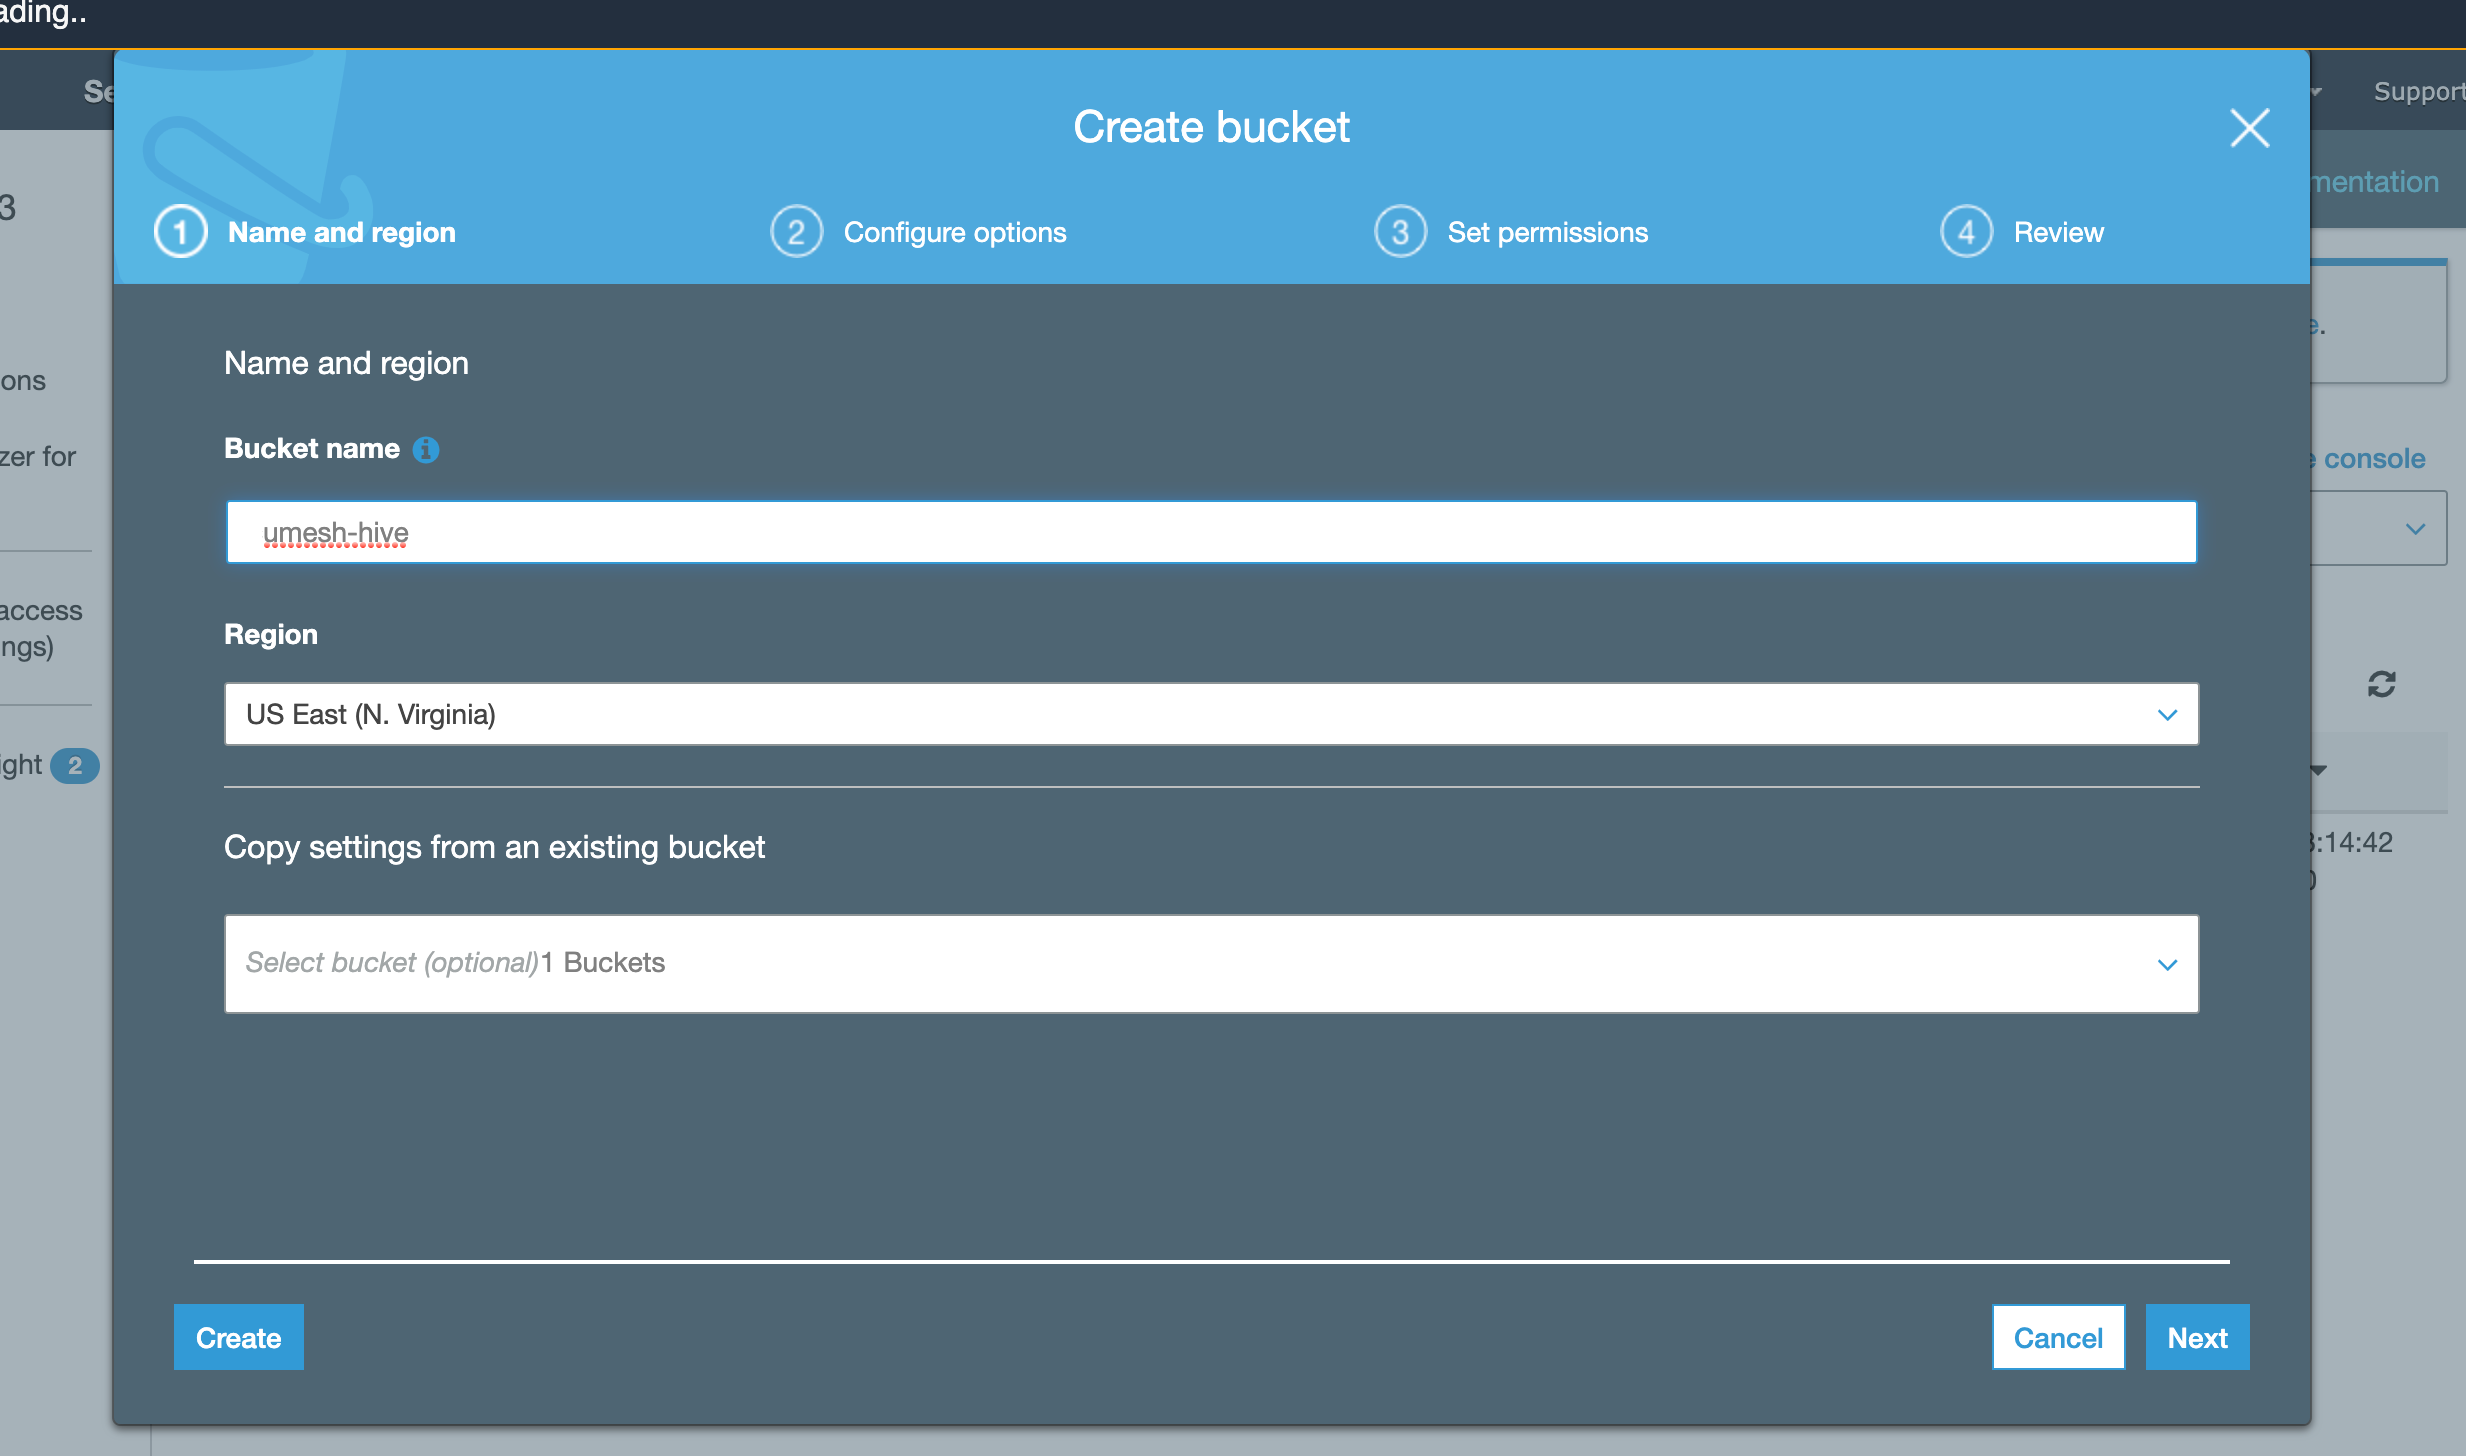 ading..
Create bucket
Support
mentation
3
1 Name and region
2 Configure options
3 Set permissions
4 Review
Name and region
ons
Bucket name
zer for
console
umesh-hive
access
Region
ngs)
US East (N. Virginia)
ight 2
Copy settings from an existing bucket
:14:42
Select bucket (optional)1 Buckets
Create
Cancel
Next